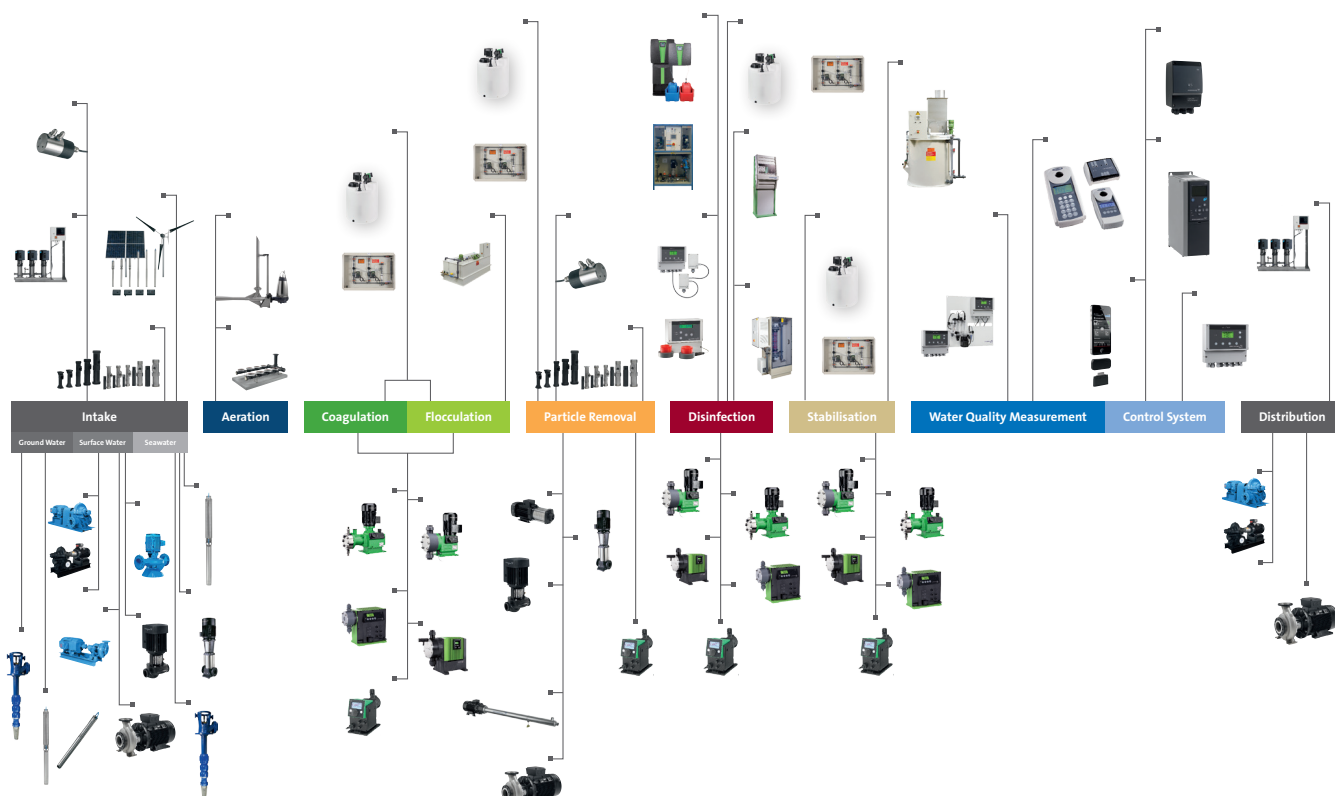 Intake
Aeration
Coagulation
Flocculation
Particle Removal
Disinfection
Stabilisation
Water Quality Measurement
Control System
Distribution
Ground Water
Surface Water
Seawater